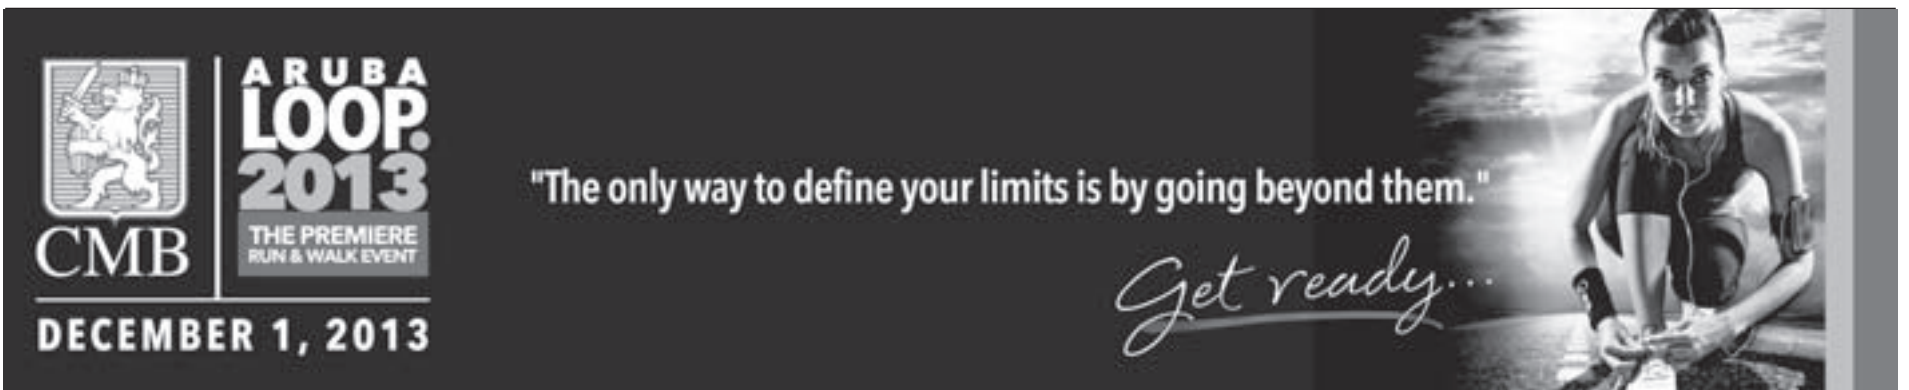 CMB
ARUBA
LOOP.
2013
THE PREMIERE
RUN & WALK EVENT
DECEMBER 1, 2013
"The only way to define your limits is by going beyond them."
Get ready...